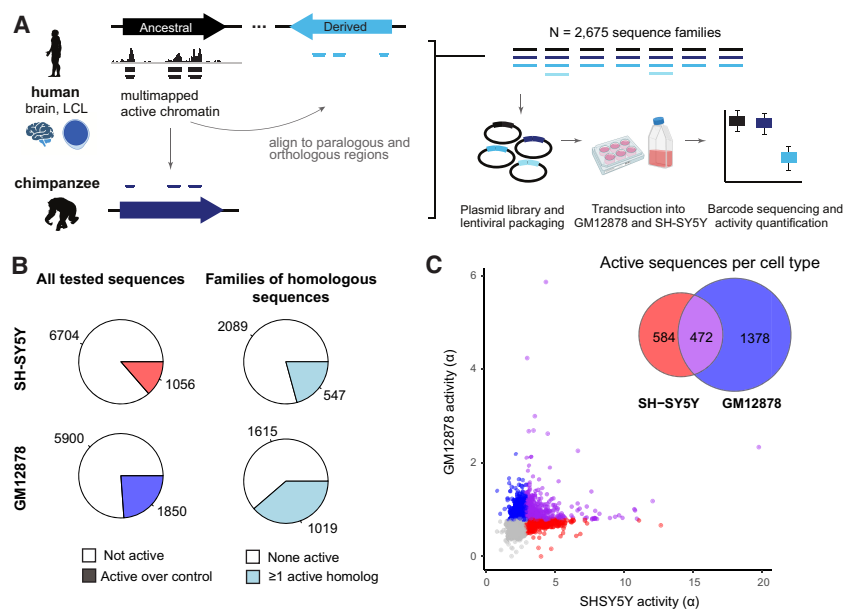 A
Ancestral
...
Derived
N = 2,675 sequence families
human
brain, LCL
multimapped
active chromatin
align to paralogous and
orthologous regions
chimpanzee
Plasmid library and
lentiviral packaging
Transduction into
GM12878 and SH-SY5Y
Barcode sequencing and
activity quantification
B
All tested sequences
Families of homologous
sequences
SH-SY5Y
6704
1056
2089
547
GM12878
5900
1850
1615
1019
Not active
Active over control
None active
≥1 active homolog
C
Active sequences per cell type
584
472
1378
SH−SY5Y
GM12878
GM12878 activity (α)
6
4
2
0
0
5
10
15
20
SHSY5Y activity (α)